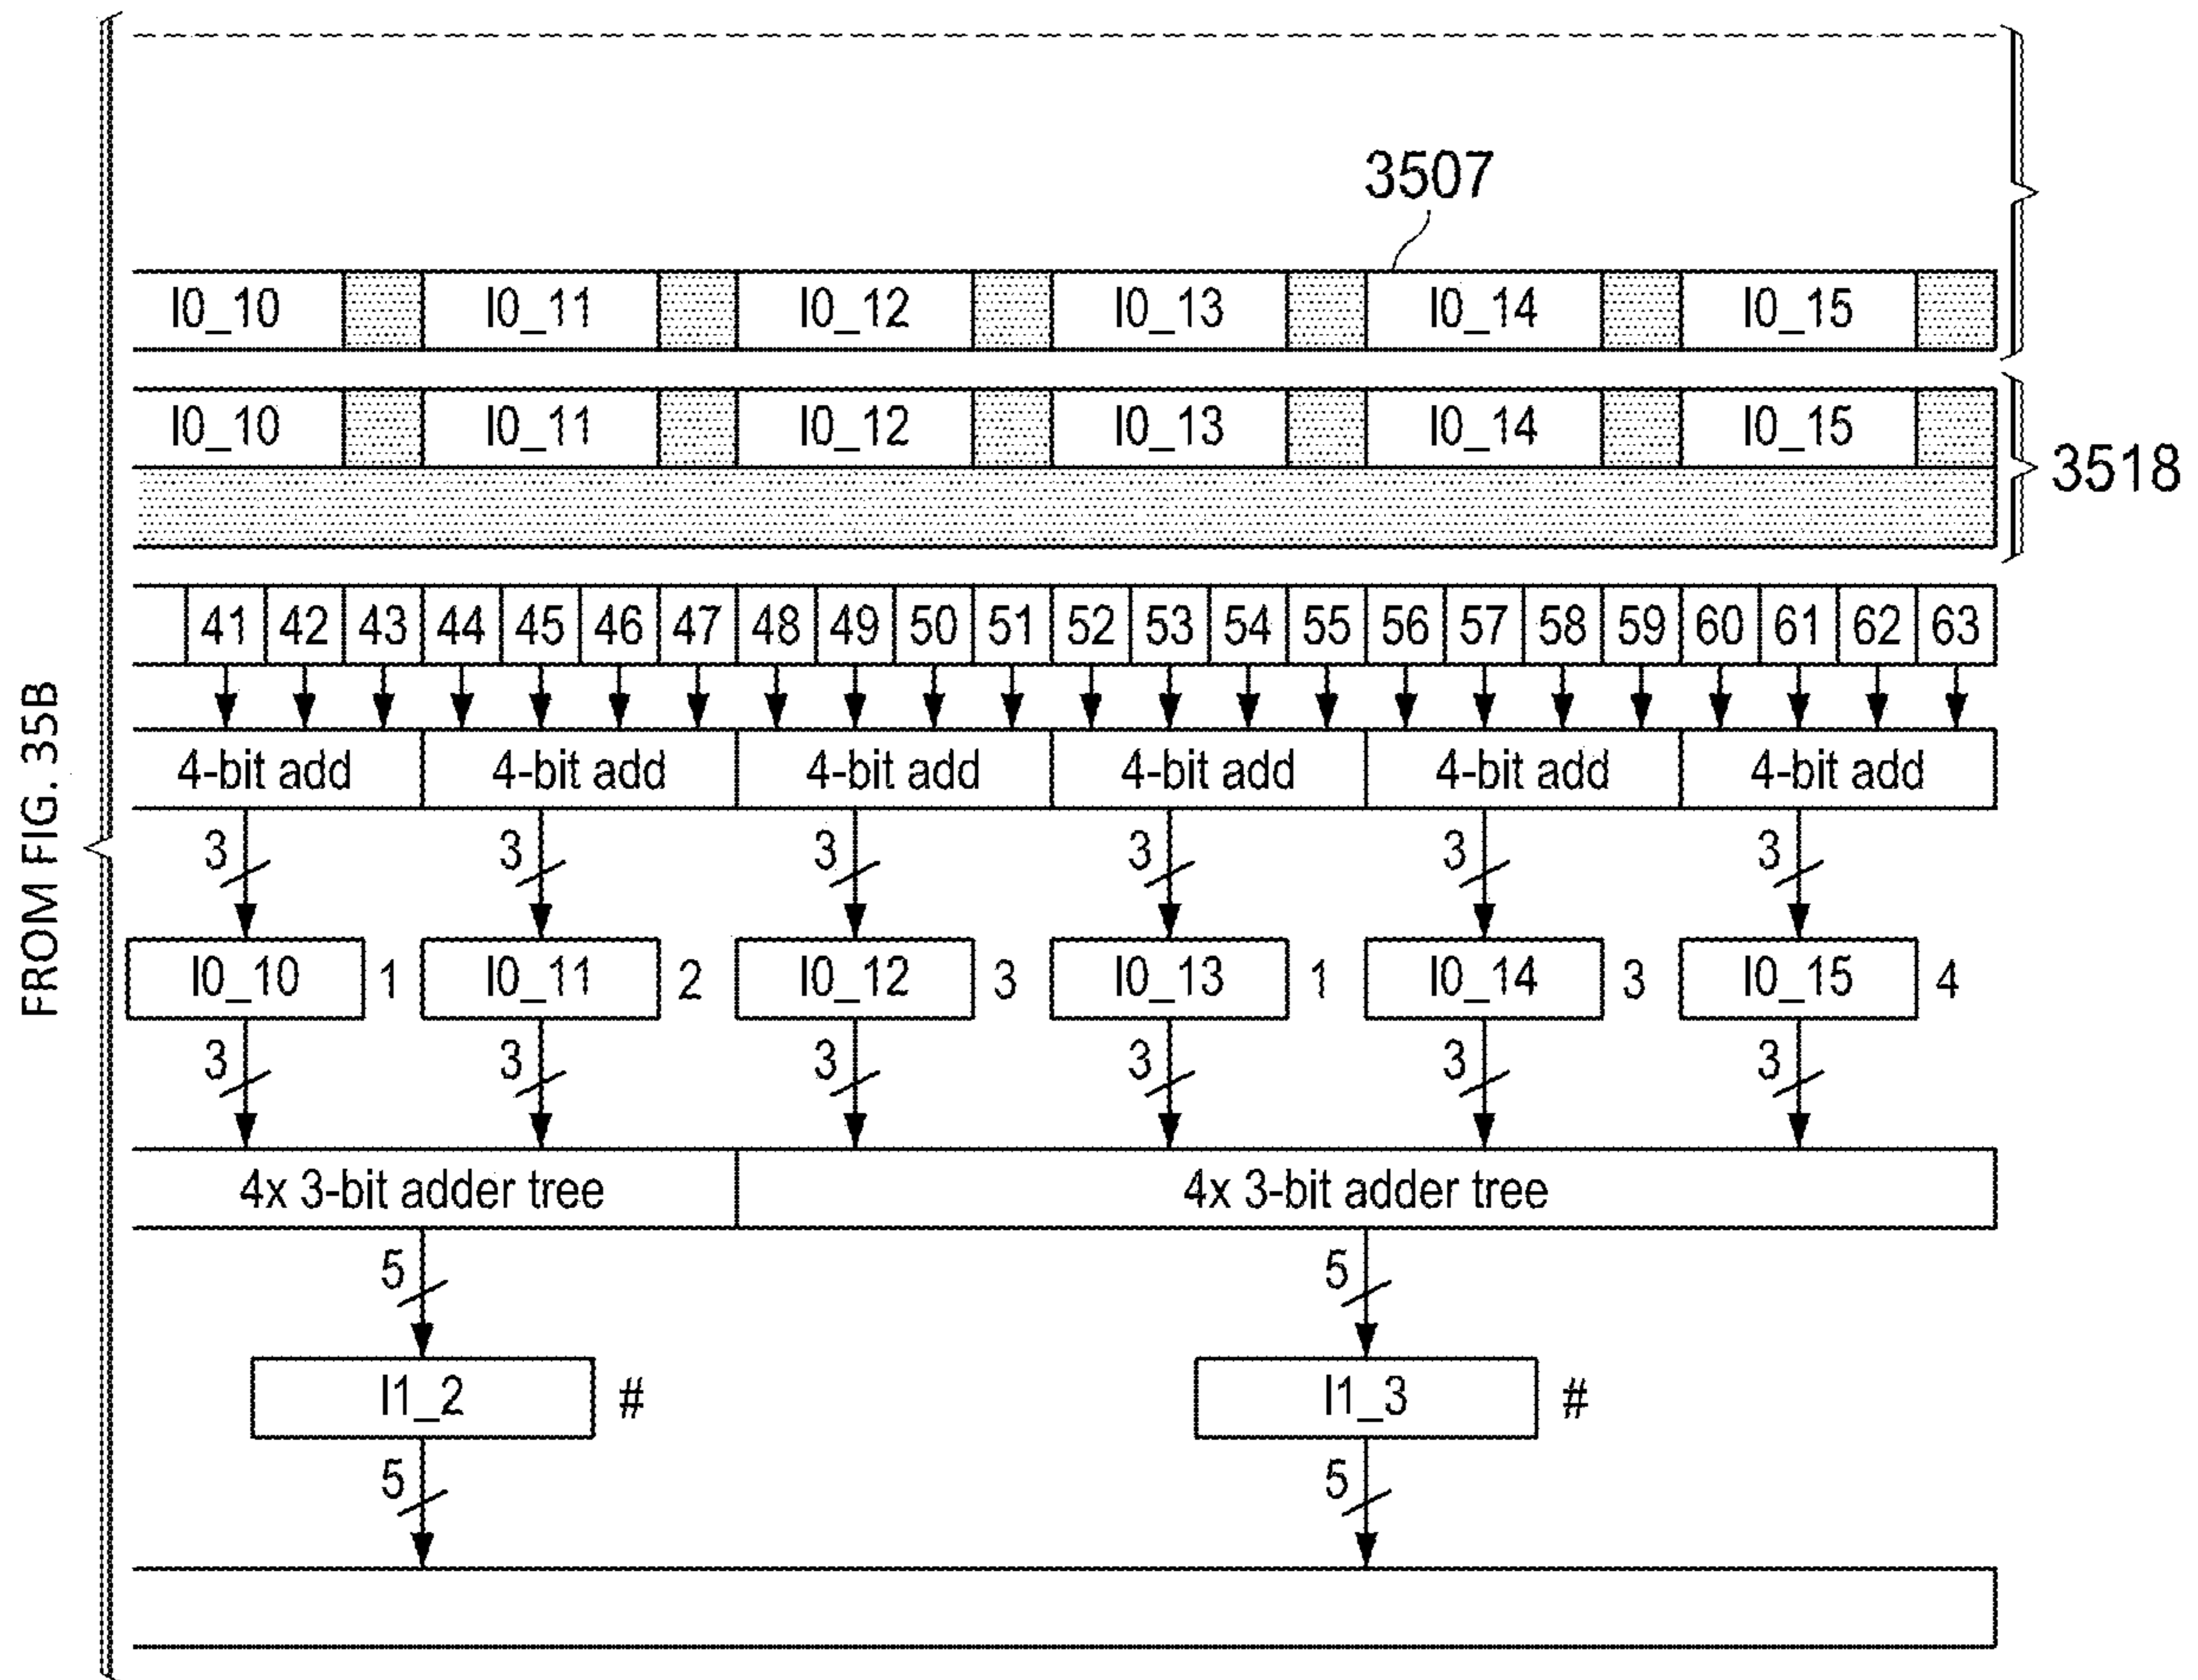 FROM FIG. 35B
3507
I0_10 I0_11 I0_12 I0_13 I0_14 I0_15
I0_10 I0_11 I0_12 I0_13 I0_14 I0_15
3518
41 42 43 44 45 46 47 48 49 50 51 52 53 54 55 56 57 58 59 60 61 62 63
4-bit add 4-bit add 4-bit add 4-bit add 4-bit add 4-bit add
3 3 3 3 3 3
I0_10 1 I0_11 2 I0_12 3 I0_13 1 I0_14 3 I0_15 4
3 3 3 3 3 3
4x 3-bit adder tree 4x 3-bit adder tree
5 5
I1_2 # I1_3 #
5 5